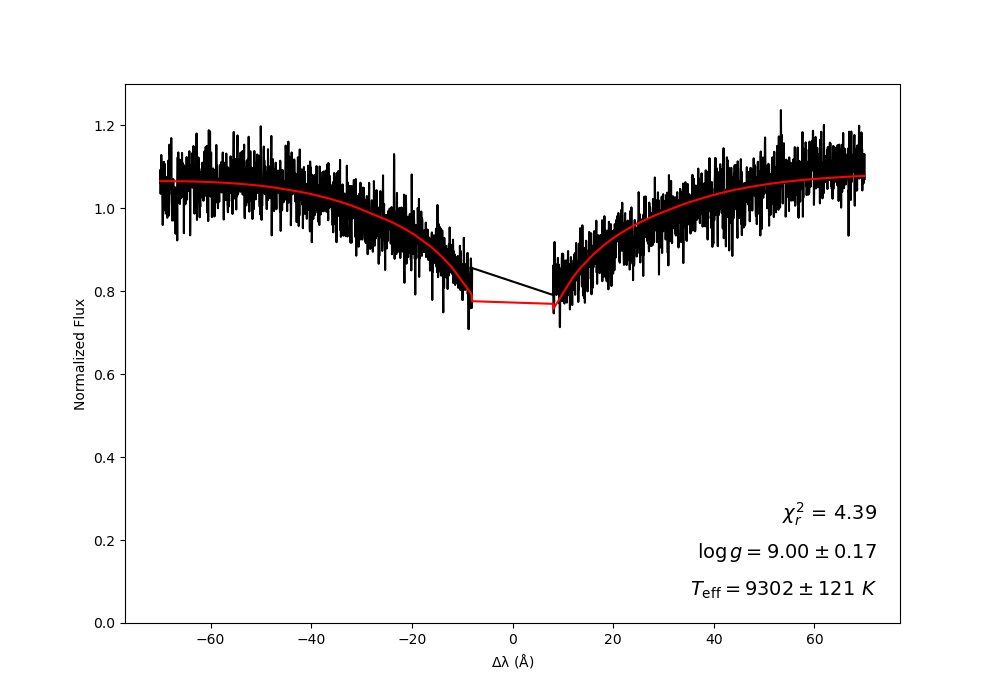 1.2
1.0
0.8
0.6
0.4
0.2
0.0
Normalized Flux
χ²ᵣ = 4.39
log g = 9.00 ± 0.17
T_eff = 9302 ± 121 K
−60 −40 −20 0 20 40 60
Δλ (Å)